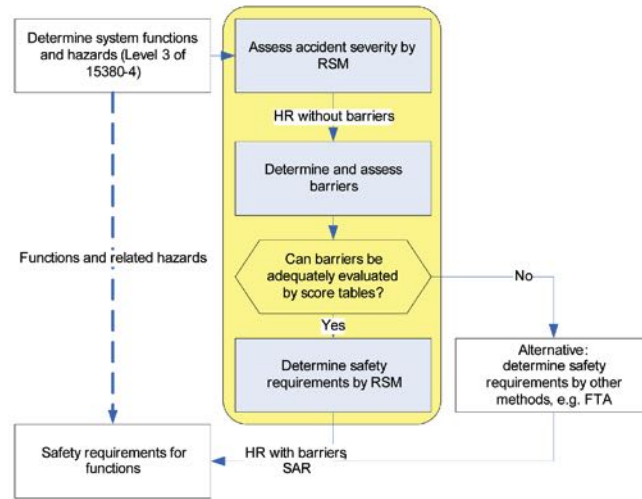 Determine system functions
and hazards (Level 3 of
15380-4)
Assess accident severity by
RSM
HR without barriers
Determine and assess
barriers
Functions and related hazards
Can barriers be
adequately evaluated
by score tables?
No
Yes
Determine safety
requirements by RSM
Alternative:
determine safety
requirements by other
methods, e.g. FTA
Safety requirements for
functions
HR with barriers,
SAR